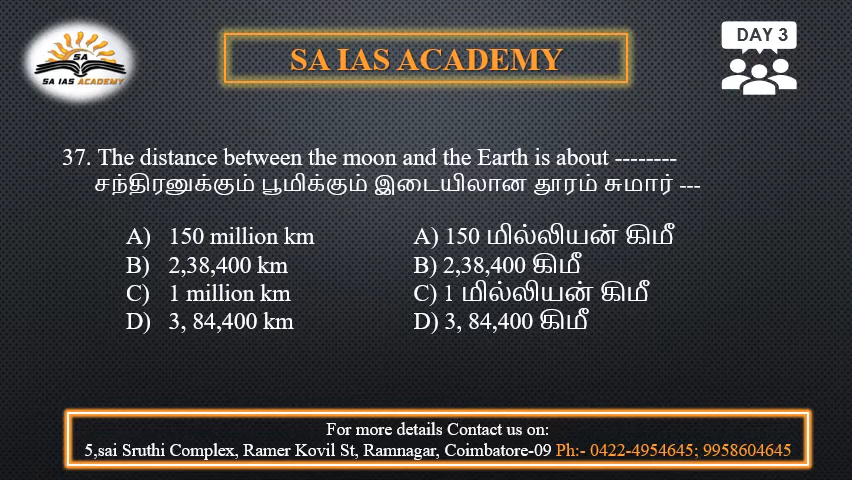 SA
SA IAS ACADEMY
SA IAS ACADEMY
DAY 3
37. The distance between the moon and the Earth is about --------
சந்திரனுக்கும் பூமிக்கும் இடையிலான தூரம் சுமார் ---
A) 150 million km A) 150 மில்லியன் கிமீ
B) 2,38,400 km B) 2,38,400 கிமீ
C) 1 million km C) 1 மில்லியன் கிமீ
D) 3, 84,400 km D) 3, 84,400 கிமீ
For more details Contact us on:
5,sai Sruthi Complex, Ramer Kovil St, Ramnagar, Coimbatore-09 Ph:- 0422-4954645; 9958604645